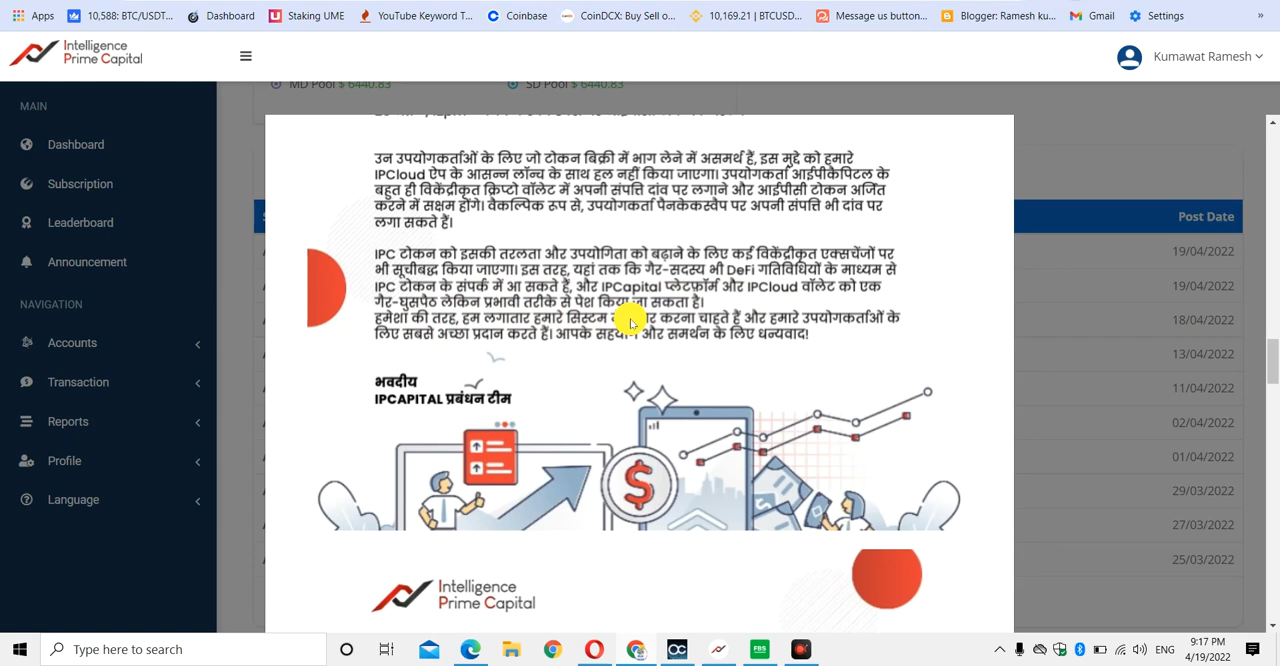 Apps
10,588: BTC/USDT...
Dashboard
Staking UME
YouTube Keyword T...
Coinbase
CoinDCX: Buy Sell o...
10,169.21 | BTCUSD...
Message us button...
Blogger: Ramesh ku...
Gmail
Settings
»
Intelligence
Prime Capital
Kumawat Ramesh
MAIN
Dashboard
Subscription
Leaderboard
Announcement
NAVIGATION
Accounts
Transaction
Reports
Profile
Language
MD Pool $ 6440.83
SD Pool $ 6440.83
उन उपयोगकर्ताओं के लिए जो टोकन बिक्री में भाग लेने में असमर्थ हैं, इस मुद्दे को हमारे
IPCloud ऐप के आसन्न लॉन्च के साथ हल नहीं किया जाएगा। उपयोगकर्ता आईपीकैपिटल के
बहुत ही विकेंद्रीकृत क्रिप्टो वॉलेट में अपनी संपत्ति दांव पर लगाने और आईपीसी टोकन अर्जित
करने में सक्षम होंगे। वैकल्पिक रूप से, उपयोगकर्ता पैनकेकस्वैप पर अपनी संपत्ति भी दांव पर
लगा सकते हैं।
IPC टोकन को इसकी तरलता और उपयोगिता को बढ़ाने के लिए कई विकेंद्रीकृत एक्सचेंजों पर
भी सूचीबद्ध किया जाएगा। इस तरह, यहां तक कि गैर-सदस्य भी DeFi गतिविधियों के माध्यम से
IPC टोकन के संपर्क में आ सकते हैं, और IPCapital प्लेटफ़ॉर्म और IPCloud वॉलेट को एक
गैर-घुसपैठ लेकिन प्रभावी तरीके से पेश किया जा सकता है।
हमेशा की तरह, हम लगातार हमारे सिस्टम करना चाहते हैं और हमारे उपयोगकर्ताओं के
लिए सबसे अच्छा प्रदान करते हैं। आपके और समर्थन के लिए धन्यवाद!
भवदीय
IPCAPITAL प्रबंधन टीम
$
Intelligence
Prime Capital
Post Date
19/04/2022
19/04/2022
18/04/2022
13/04/2022
11/04/2022
02/04/2022
01/04/2022
29/03/2022
27/03/2022
25/03/2022
Type here to search
OC
FBS
ENG
9:17 PM